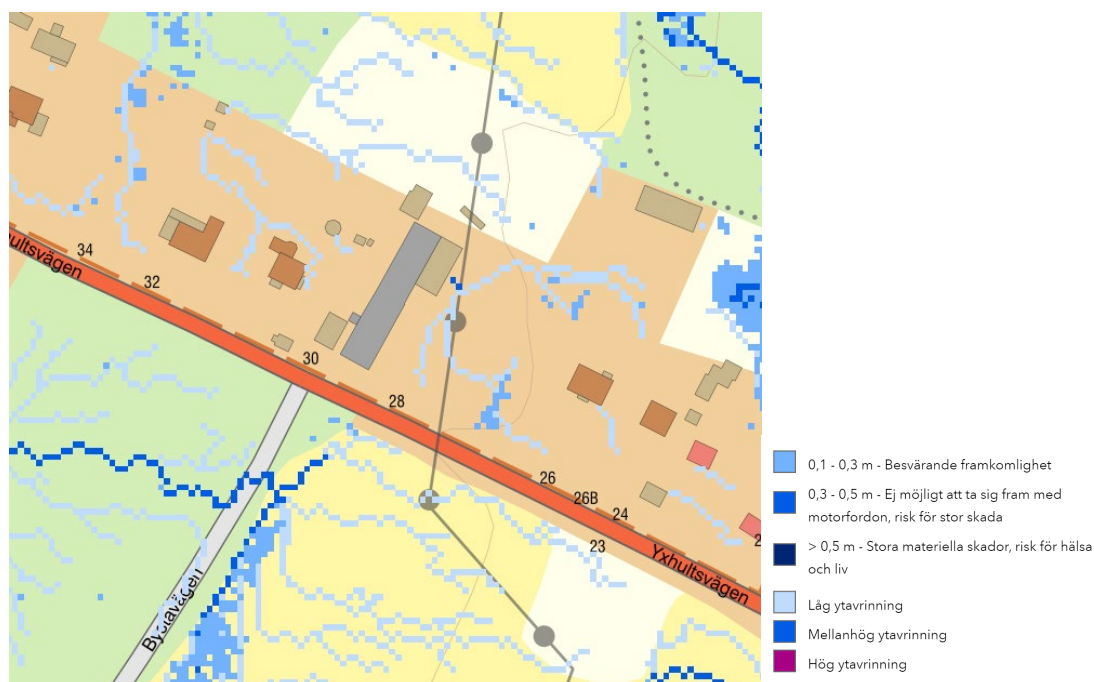 34
hultsvägen
32
30
28
26
26B
24
23
Yxhultsvägen
2
Bystavägen
0,1 - 0,3 m - Besvärande framkomlighet
0,3 - 0,5 m - Ej möjligt att ta sig fram med
motorfordon, risk för stor skada
> 0,5 m - Stora materiella skador, risk för hälsa
och liv
Låg ytavrinning
Mellanhög ytavrinning
Hög ytavrinning